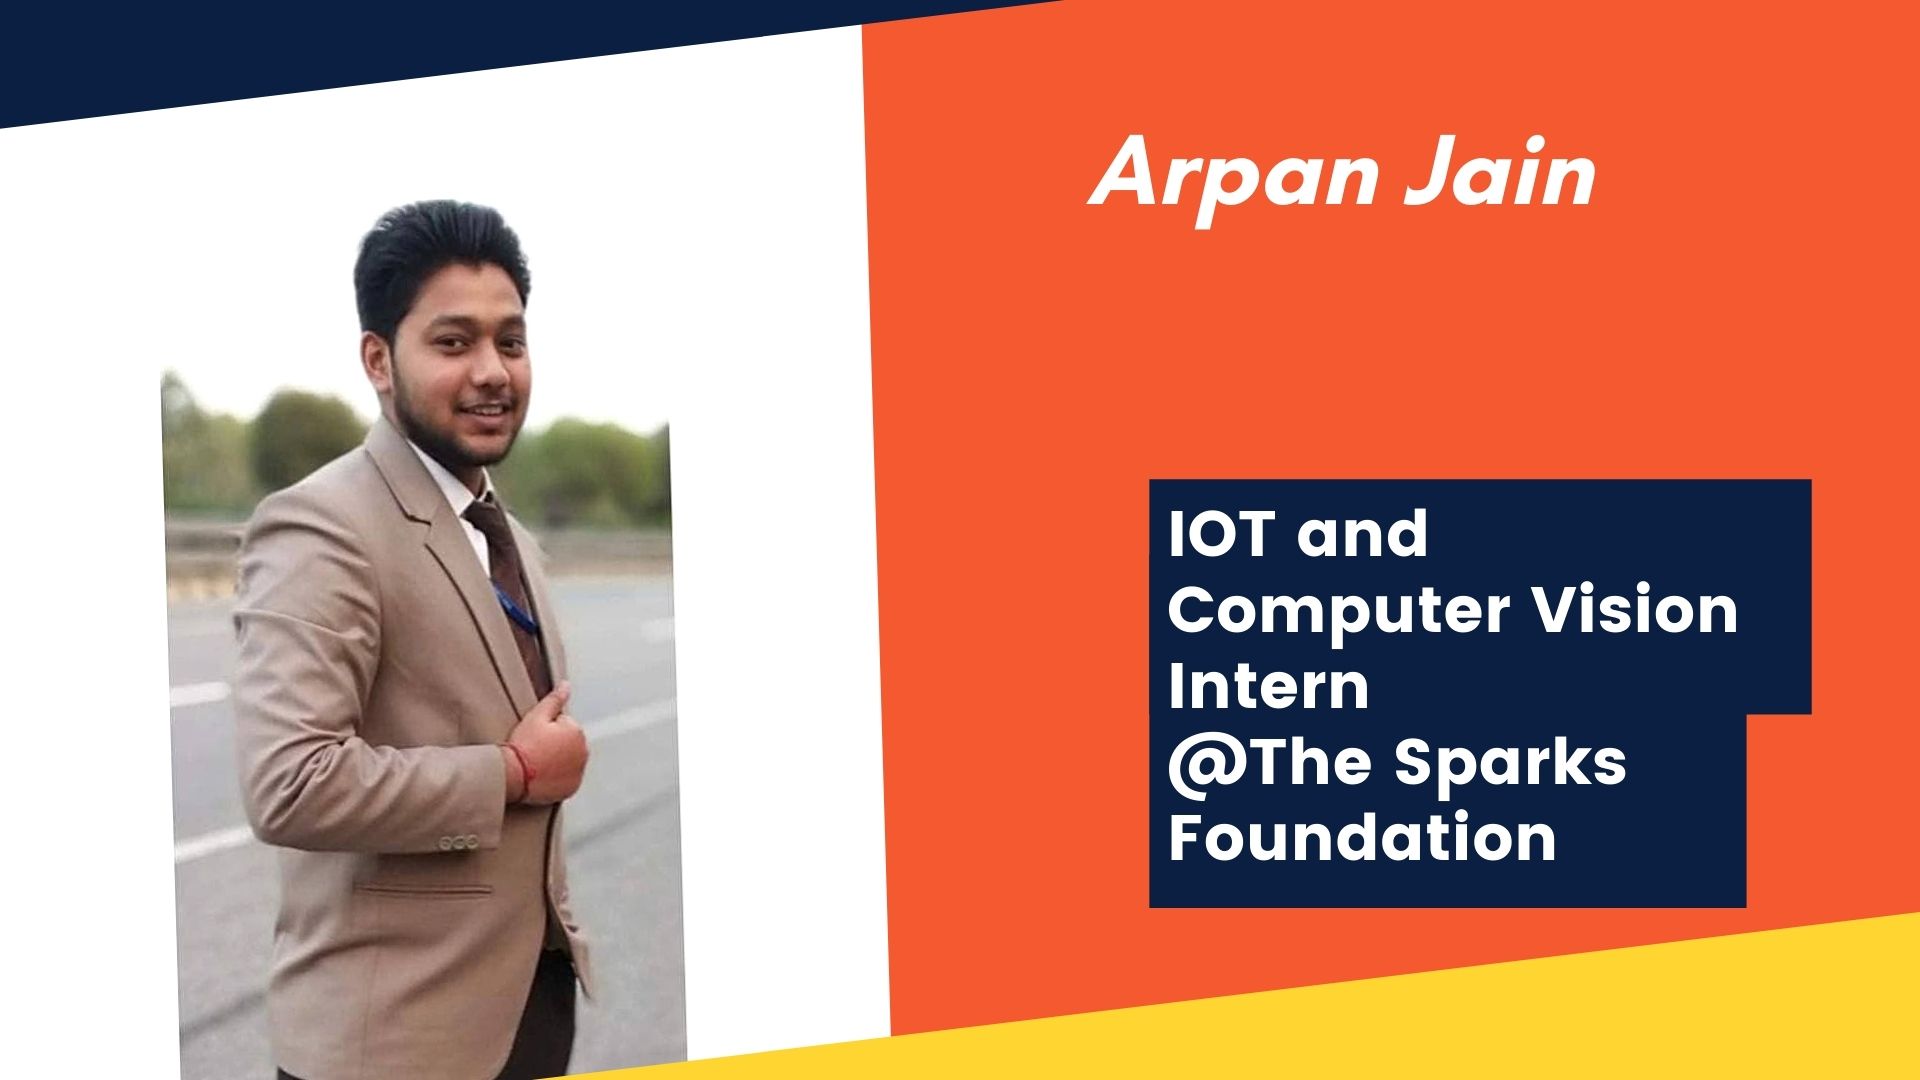 Arpan Jain
IOT and
Computer Vision
Intern
@The Sparks
Foundation